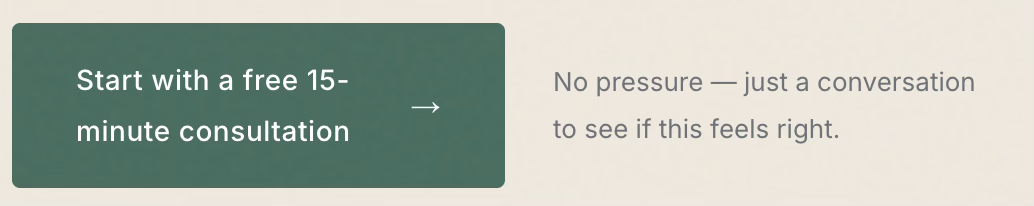 Start with a free 15-
minute consultation
→
No pressure — just a conversation
to see if this feels right.